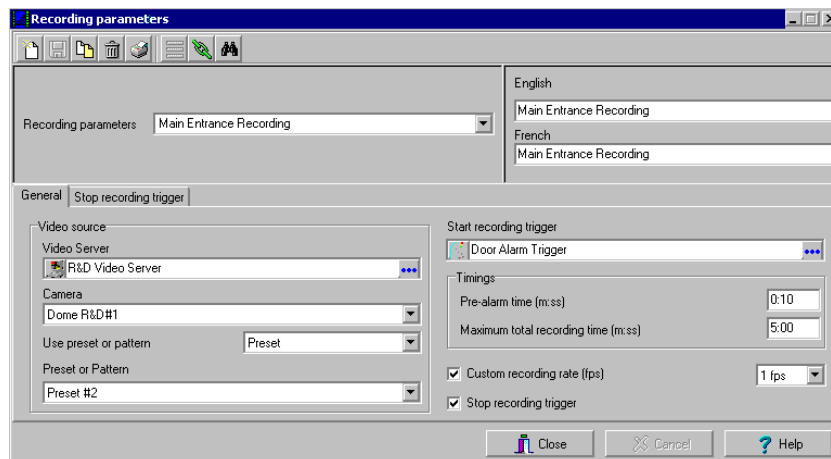 Recording parameters
Recording parameters
Main Entrance Recording
English
Main Entrance Recording
French
Main Entrance Recording
General
Stop recording trigger
Video source
Video Server
R&D Video Server
Camera
Dome R&D#1
Use preset or pattern
Preset
Preset or Pattern
Preset #2
Start recording trigger
Door Alarm Trigger
Timings
Pre-alarm time (m:ss)
0:10
Maximum total recording time (m:ss)
5:00
Custom recording rate (fps)
1 fps
Stop recording trigger
Close
Cancel
Help